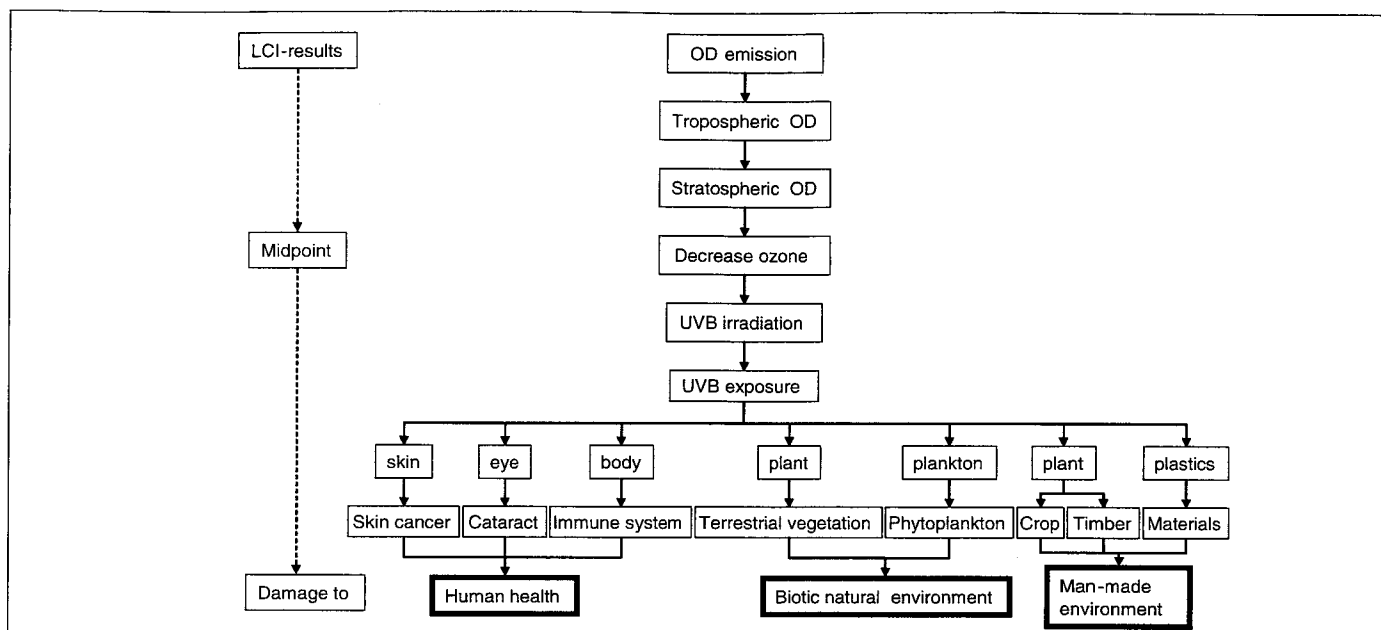 LCI-results
OD emission
Tropospheric OD
Stratospheric OD
Midpoint
Decrease ozone
UVB irradiation
UVB exposure
skin
eye
body
plant
plankton
plant
plastics
Skin cancer
Cataract
Immune system
Terrestrial vegetation
Phytoplankton
Crop
Timber
Materials
Damage to
Human health
Biotic natural environment
Man-made
environment